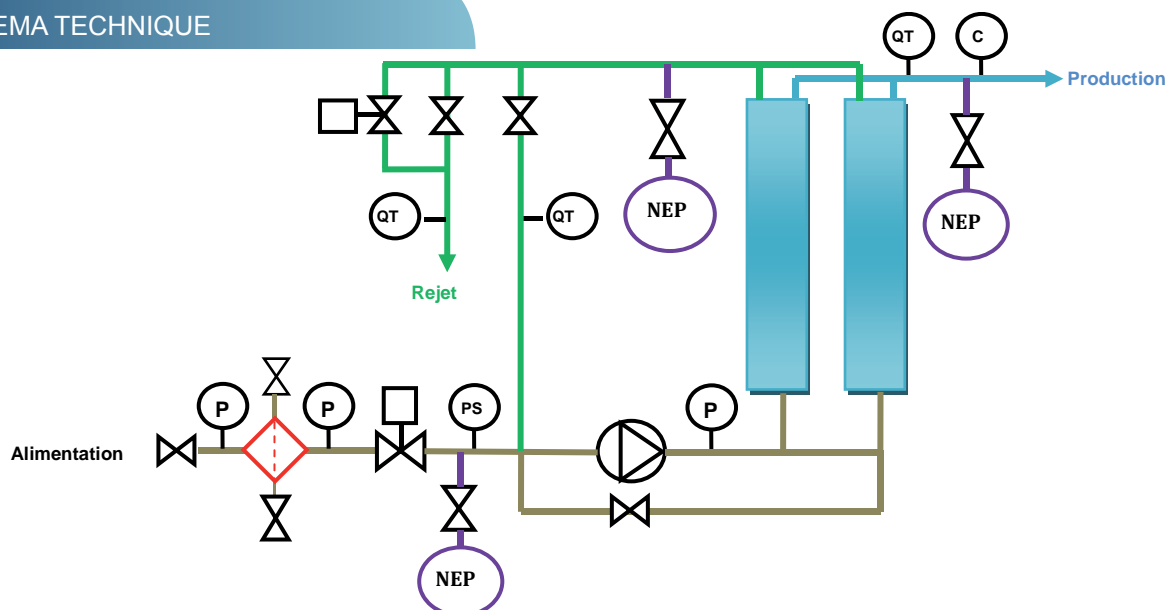 EMA TECHNIQUE
QT
C
Production
NEP
NEP
QT
QT
Rejet
P
P
PS
P
Alimentation
NEP